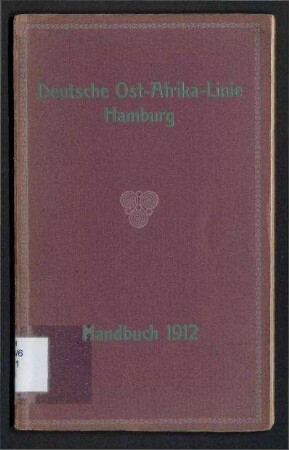 Deutsche Ost-Afrika-Linie
Hamburg
Handbuch 1912